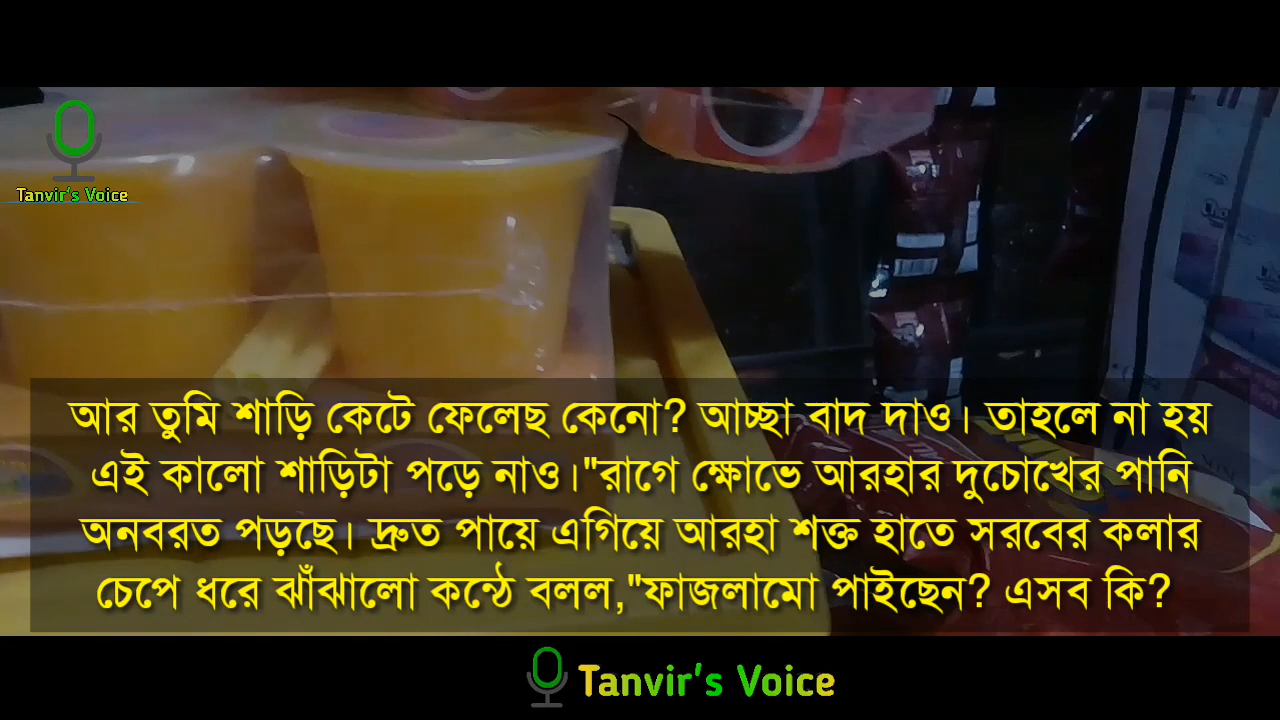 Tanvir's Voice
আর তুমি শাড়ি কেটে ফেলেছ কেনো? আচ্ছা বাদ দাও। তাহলে না হয়
এই কালো শাড়িটা পড়ে নাও।"রাগে ক্ষোভে আরহার দুচোখের পানি
অনবরত পড়ছে। দ্রুত পায়ে এগিয়ে আরহা শক্ত হাতে সরবের কলার
চেপে ধরে ঝাঁঝালো কন্ঠে বলল,"ফাজলামো পাইছেন? এসব কি?
Tanvir's Voice